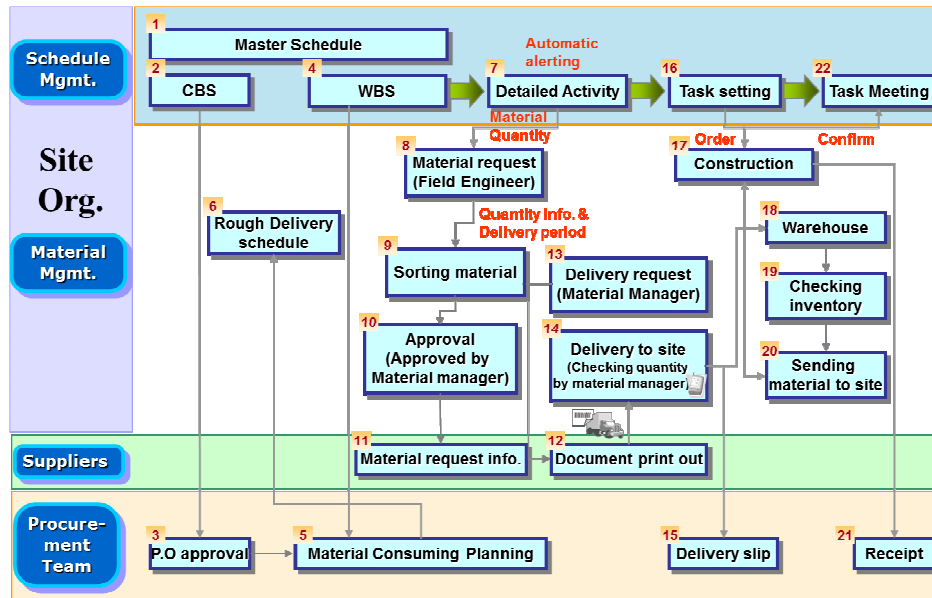 Schedule
Mgmt.
Site
Org.
Material
Mgmt.
Suppliers
Procure-
ment
Team
1
Master Schedule
2
CBS
4
WBS
Automatic
alerting
7
Detailed Activity
16
Task setting
22
Task Meeting
Material
Quantity
8
Material request
(Field Engineer)
Order
Confirm
17
Construction
6
Rough Delivery
schedule
Quantity Info. &
Delivery period
9
Sorting material
13
Delivery request
(Material Manager)
18
Warehouse
19
Checking
inventory
10
Approval
(Approved by
Material manager)
14
Delivery to site
(Checking quantity
by material manager)
20
Sending
material to site
11
Material request info.
12
Document print out
3
P.O approval
5
Material Consuming Planning
15
Delivery slip
21
Receipt